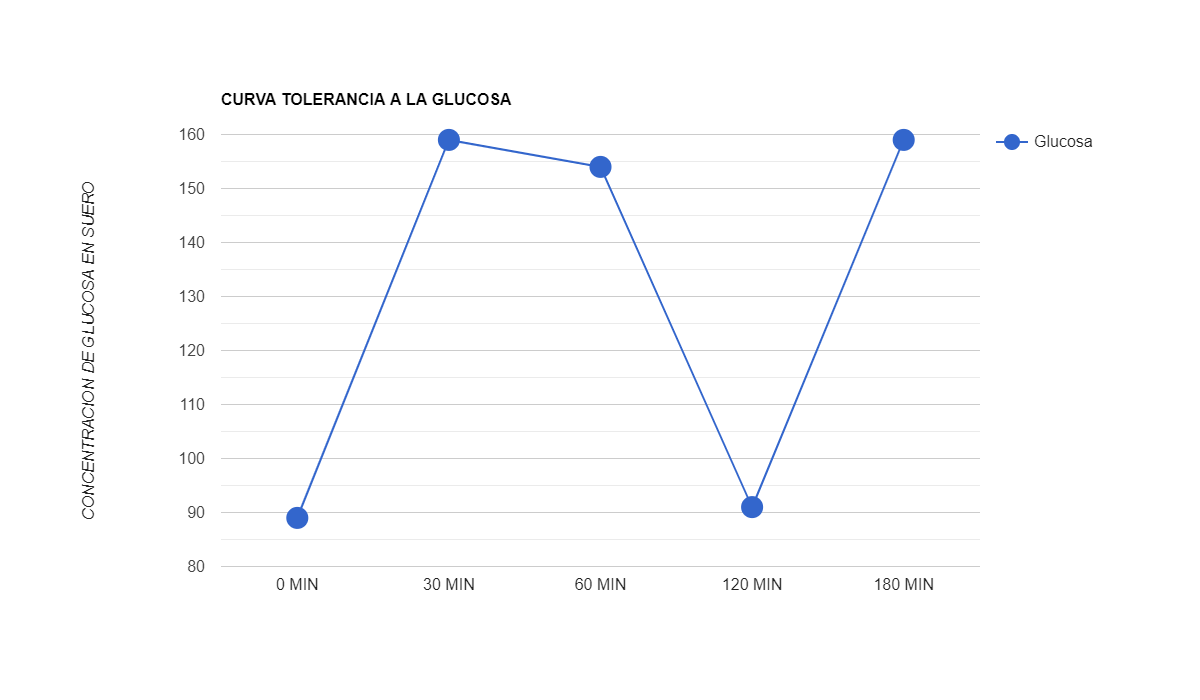 CURVA TOLERANCIA A LA GLUCOSA
Glucosa
CONCENTRACION DE GLUCOSA EN SUERO
160
150
140
130
120
110
100
90
80
0 MIN
30 MIN
60 MIN
120 MIN
180 MIN